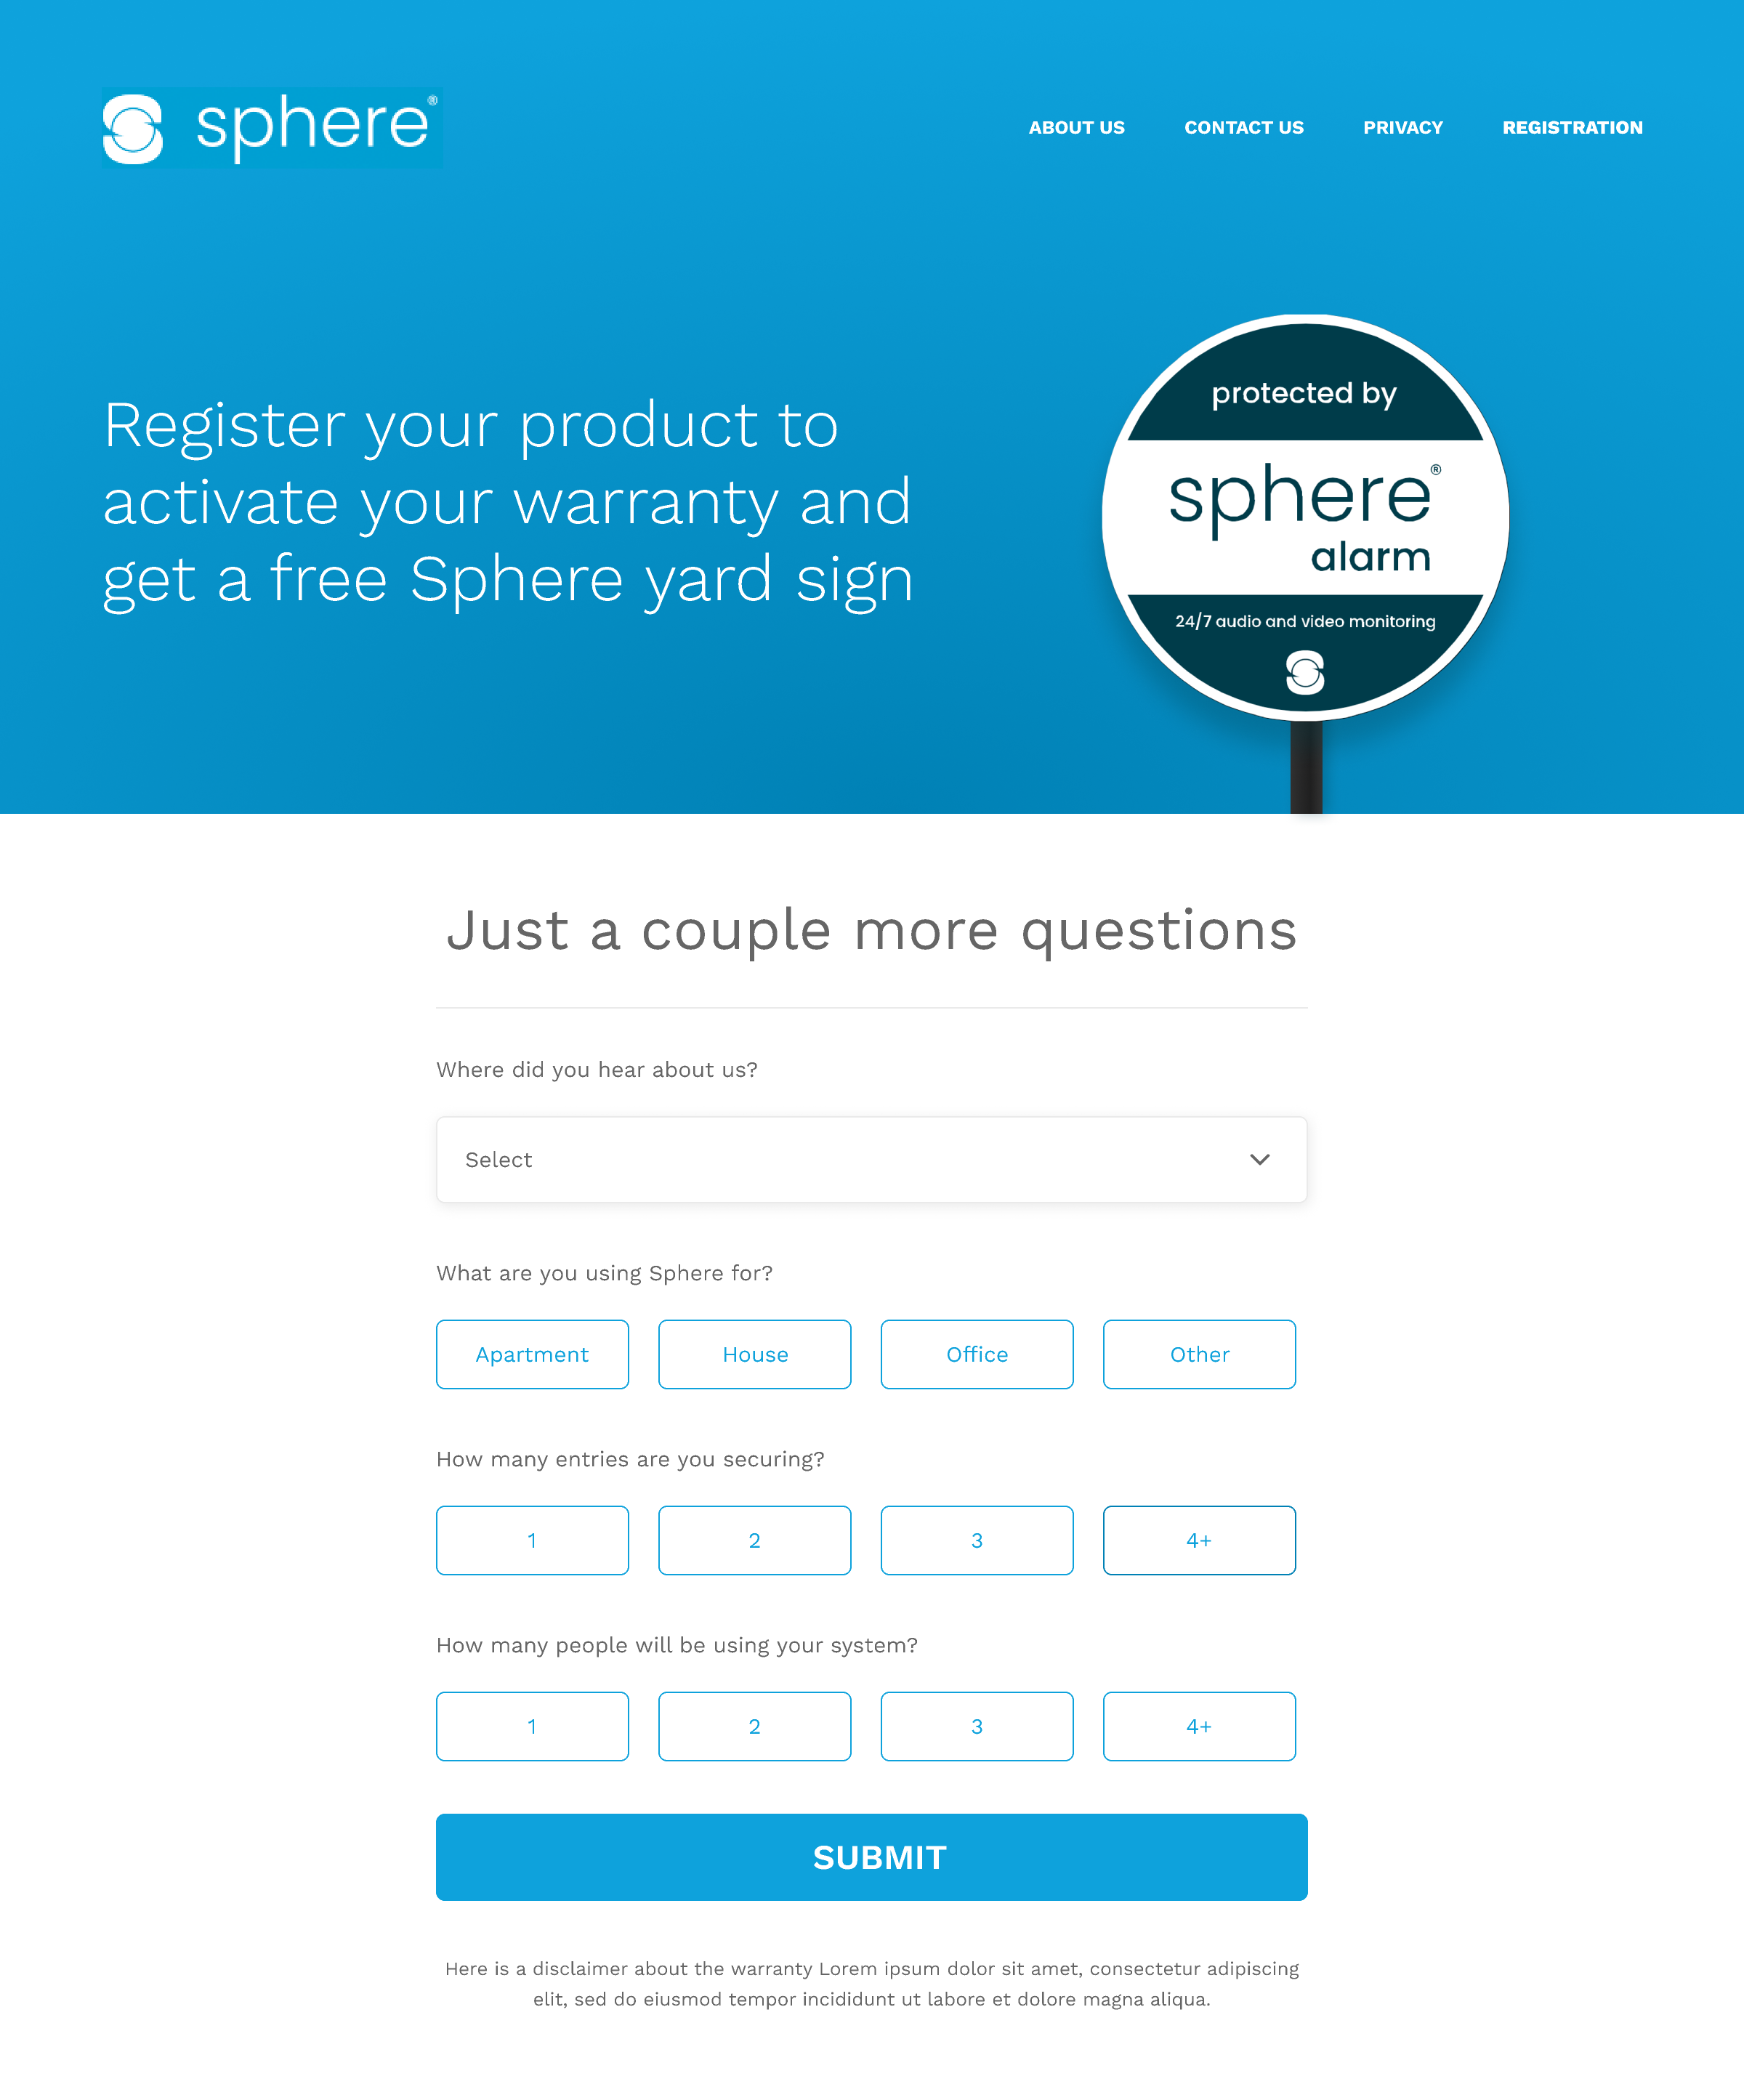 sphere®
ABOUT US
CONTACT US
PRIVACY
REGISTRATION
Register your product to
activate your warranty and
get a free Sphere yard sign
protected by
sphere®
alarm
24/7 audio and video monitoring
Just a couple more questions
Where did you hear about us?
Select
What are you using Sphere for?
Apartment
House
Office
Other
How many entries are you securing?
1
2
3
4+
How many people will be using your system?
1
2
3
4+
SUBMIT
Here is a disclaimer about the warranty Lorem ipsum dolor sit amet, consectetur adipiscing
elit, sed do eiusmod tempor incididunt ut labore et dolore magna aliqua.